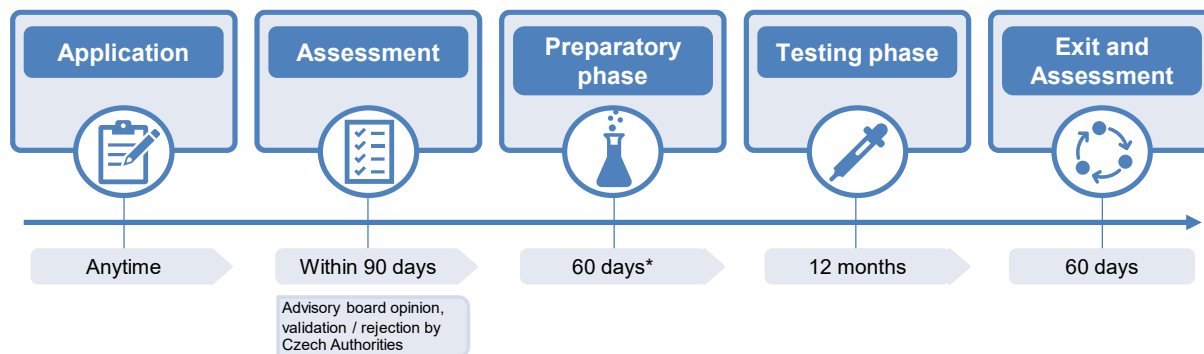 Application
Assessment
Preparatory
phase
Testing phase
Exit and
Assessment
Anytime
Within 90 days
60 days*
12 months
60 days
Advisory board opinion,
validation / rejection by
Czech Authorities